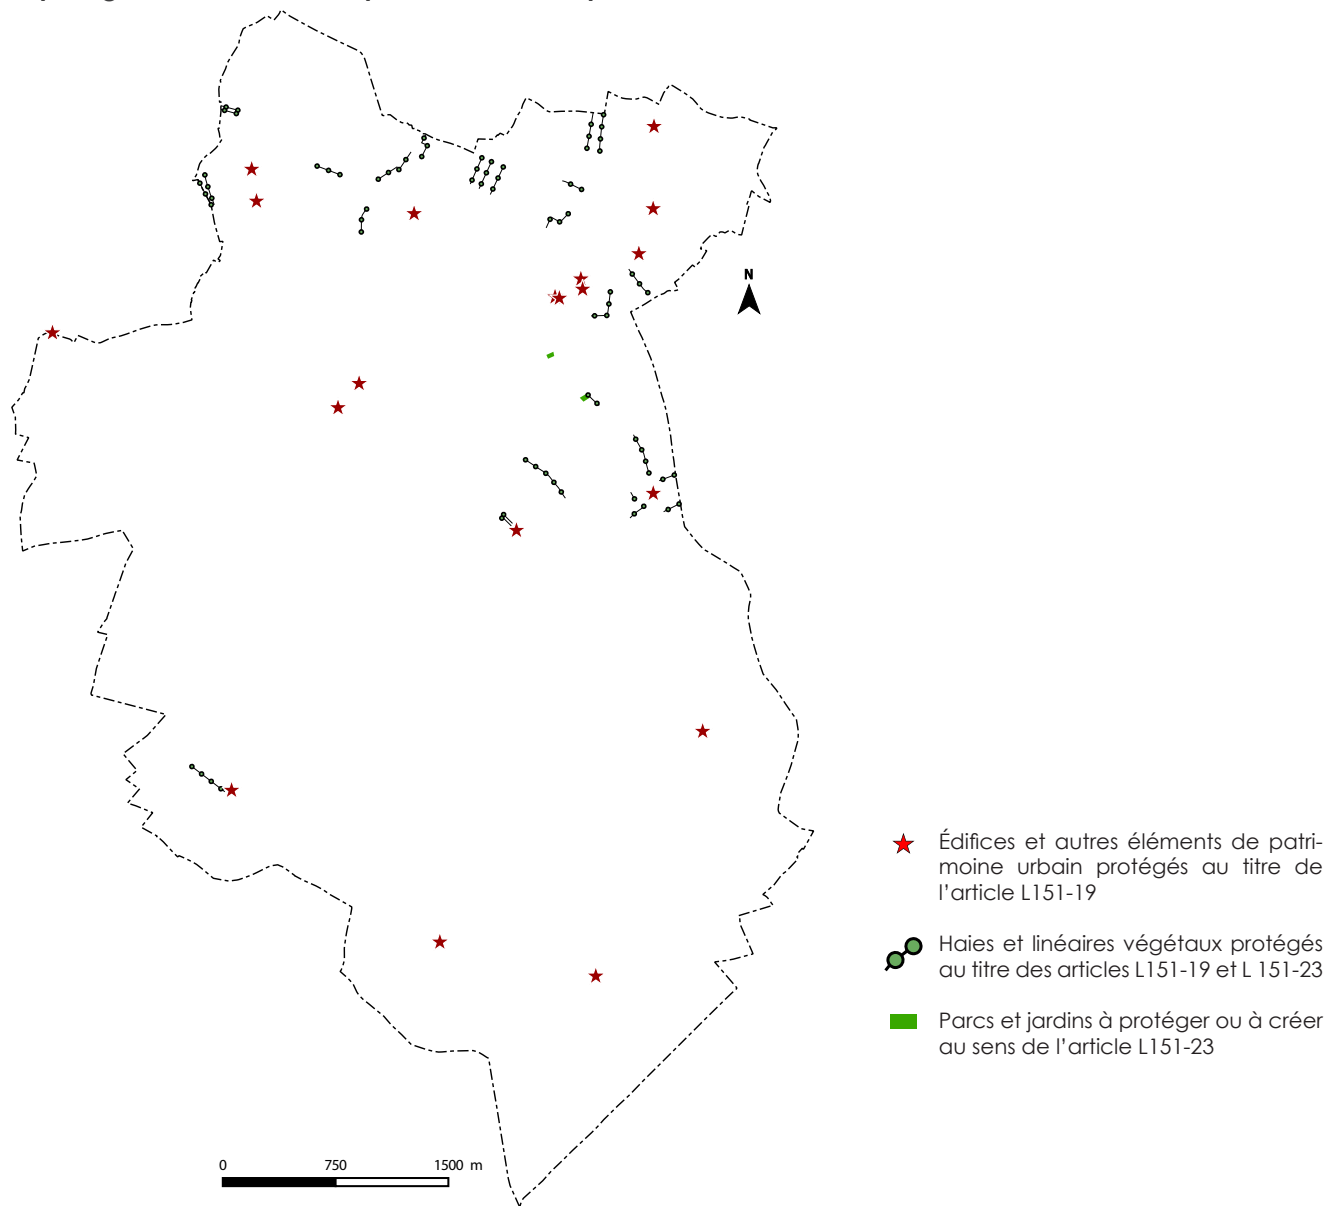 N
Édifices et autres éléments de patri-
moine urbain protégés au titre de
l'article L151-19
Haies et linéaires végétaux protégés
au titre des articles L151-19 et L 151-23
Parcs et jardins à protéger ou à créer
au sens de l'article L151-23
0 750 1500 m